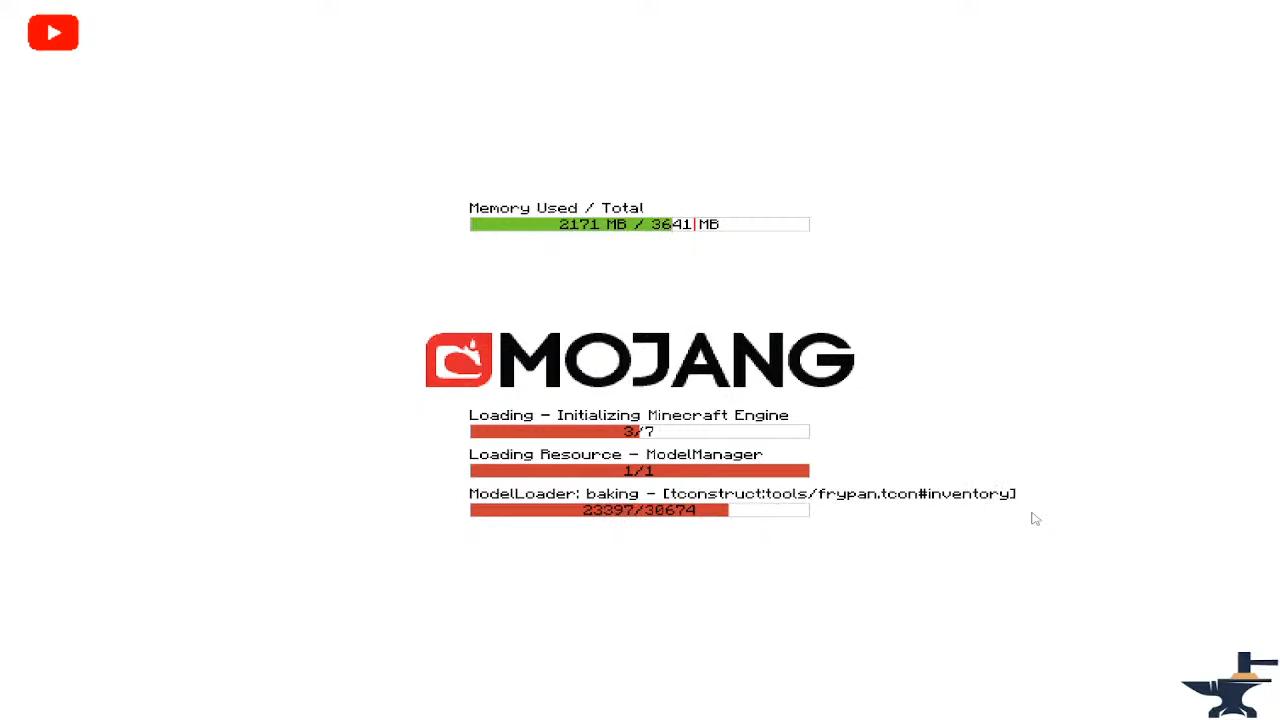 Memory Used / Total
2171 MB / 3641 MB
MOJANG
Loading - Initializing Minecraft Engine
3/7
Loading Resource - ModelManager
1/1
ModelLoader: baking - [tconstruct:tools/frypan.tcon#inventory]
23397/30674